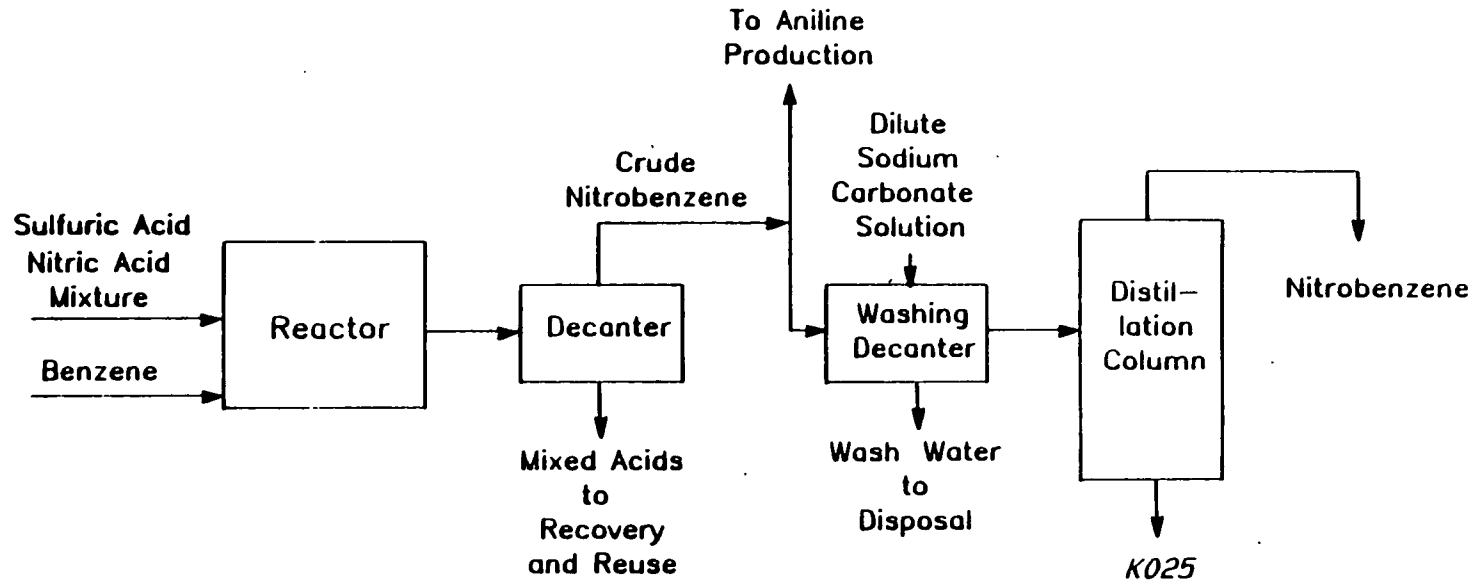 To Aniline
Production
Dilute
Sodium
Carbonate
Solution
Crude
Nitrobenzene
Sulfuric Acid
Nitric Acid
Mixture
Benzene
Reactor
Decanter
Mixed Acids
to
Recovery
and Reuse
Washing
Decanter
Wash Water
to
Disposal
Distil-
lation
Column
Nitrobenzene
K025